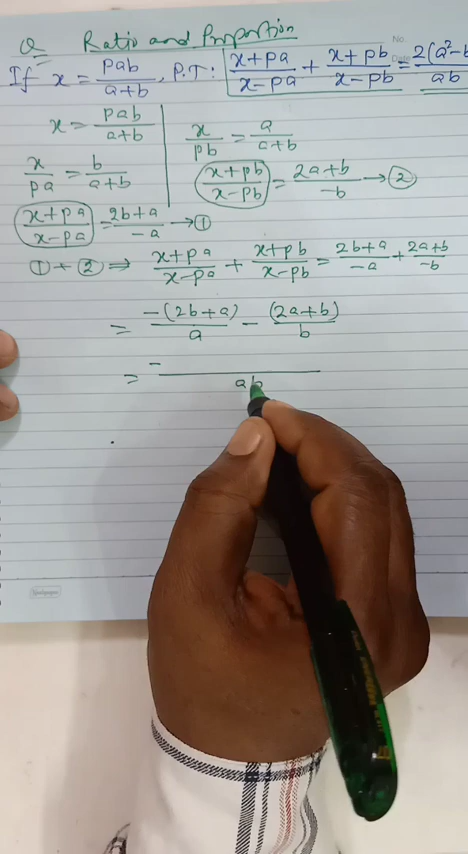 Q Ratio and Proportion
No.
If x = pab/a+b, P.T: x+pa/x-pa + x+pb/x-pb = 2(a²-b
ab
x = pab/a+b
x/pb = a/a+b
x/pa = b/a+b
x+pb/x-pb = 2a+b/-b → ②
x+pa/x-pa = 2b+a/-a → ①
① + ② ⇒ x+pa/x-pa + x+pb/x-pb = 2b+a/-a + 2a+b/-b
= -(2b+a)/a - (2a+b)/b
= -
ab